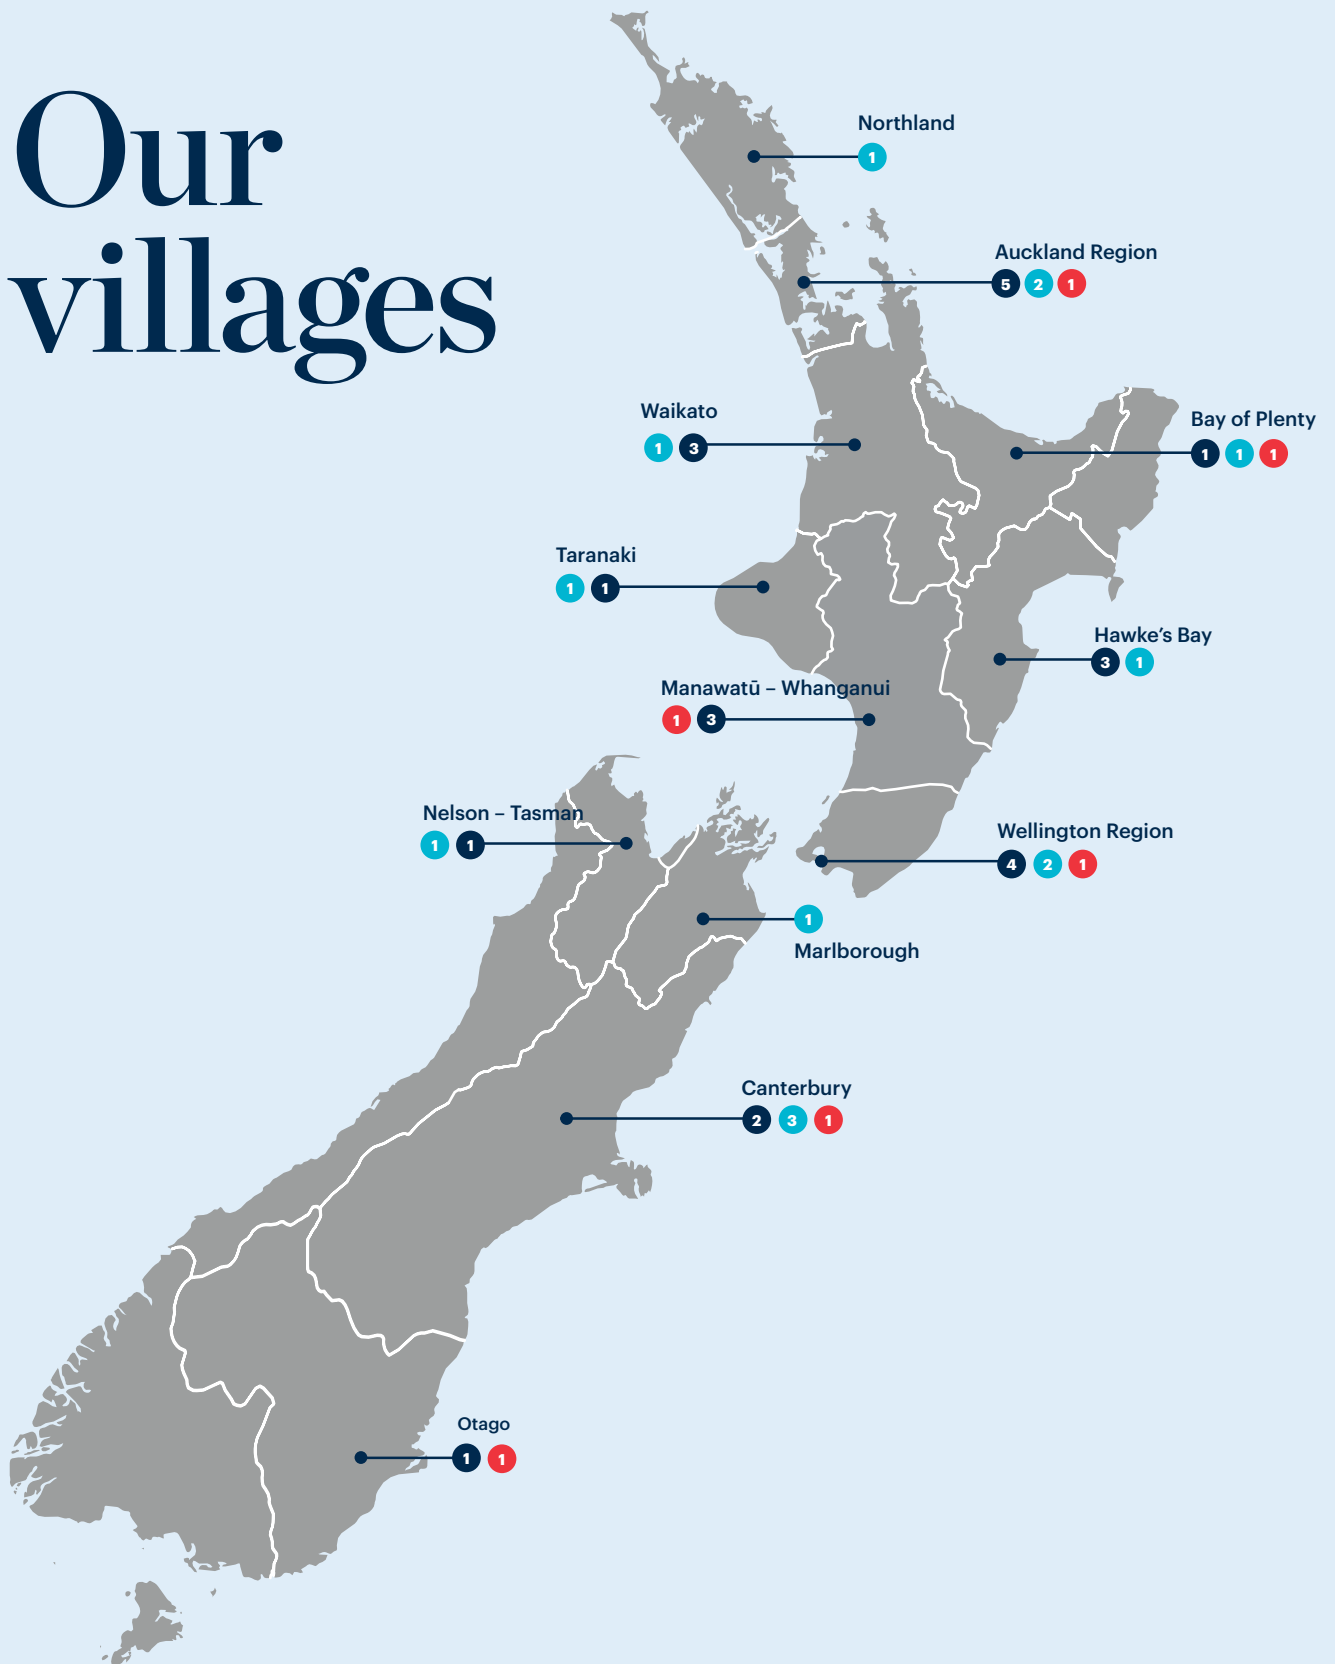 Our
villages
Northland
1
Auckland Region
5 2 1
Waikato
1 3
Bay of Plenty
1 1 1
Taranaki
1 1
Hawke’s Bay
3 1
Manawatū – Whanganui
1 3
Nelson – Tasman
1 1
Wellington Region
4 2 1
1
Marlborough
Canterbury
2 3 1
Otago
1 1